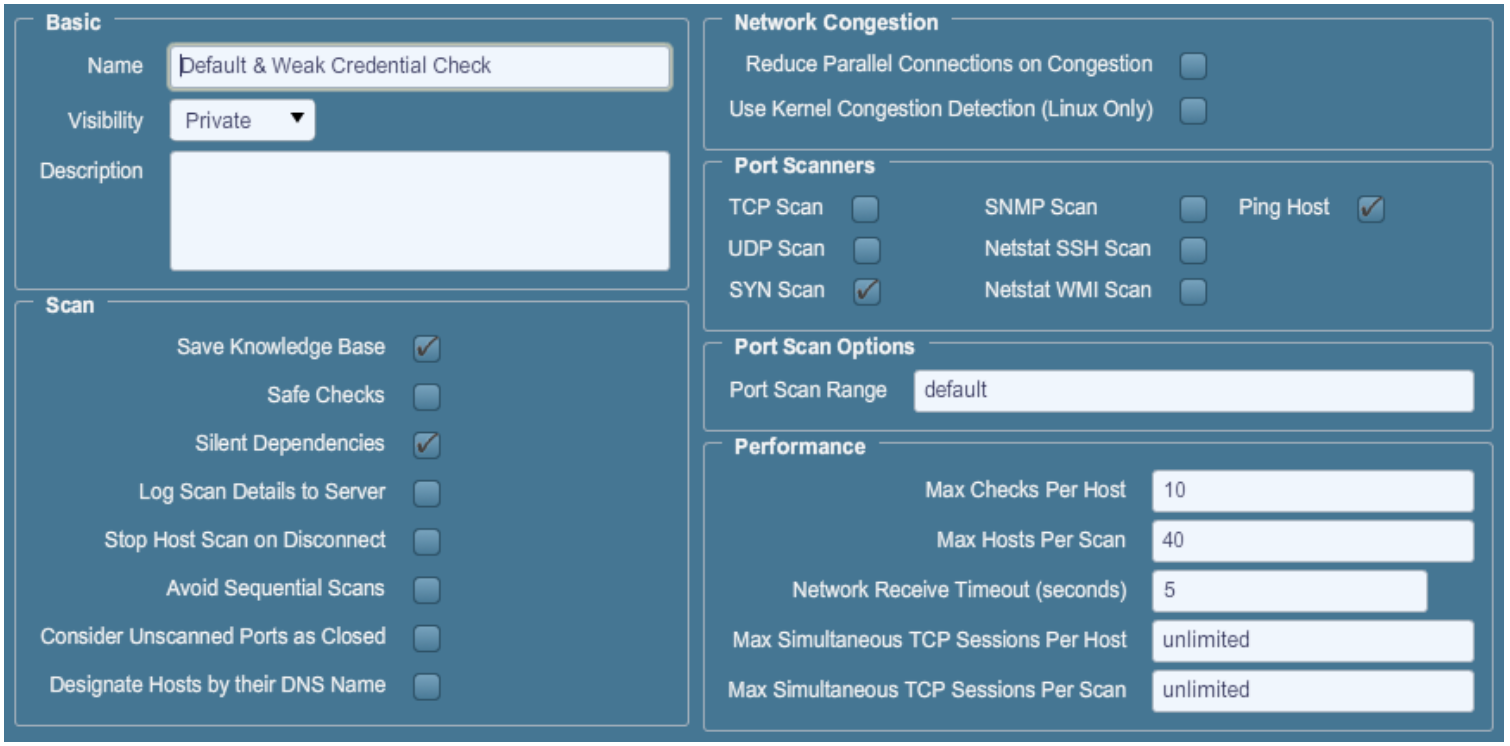 Basic
Name Default & Weak Credential Check
Visibility Private
Description
Scan
Save Knowledge Base
Safe Checks
Silent Dependencies
Log Scan Details to Server
Stop Host Scan on Disconnect
Avoid Sequential Scans
Consider Unscanned Ports as Closed
Designate Hosts by their DNS Name
Network Congestion
Reduce Parallel Connections on Congestion
Use Kernel Congestion Detection (Linux Only)
Port Scanners
TCP Scan SNMP Scan Ping Host
UDP Scan Netstat SSH Scan
SYN Scan Netstat WMI Scan
Port Scan Options
Port Scan Range default
Performance
Max Checks Per Host 10
Max Hosts Per Scan 40
Network Receive Timeout (seconds) 5
Max Simultaneous TCP Sessions Per Host unlimited
Max Simultaneous TCP Sessions Per Scan unlimited